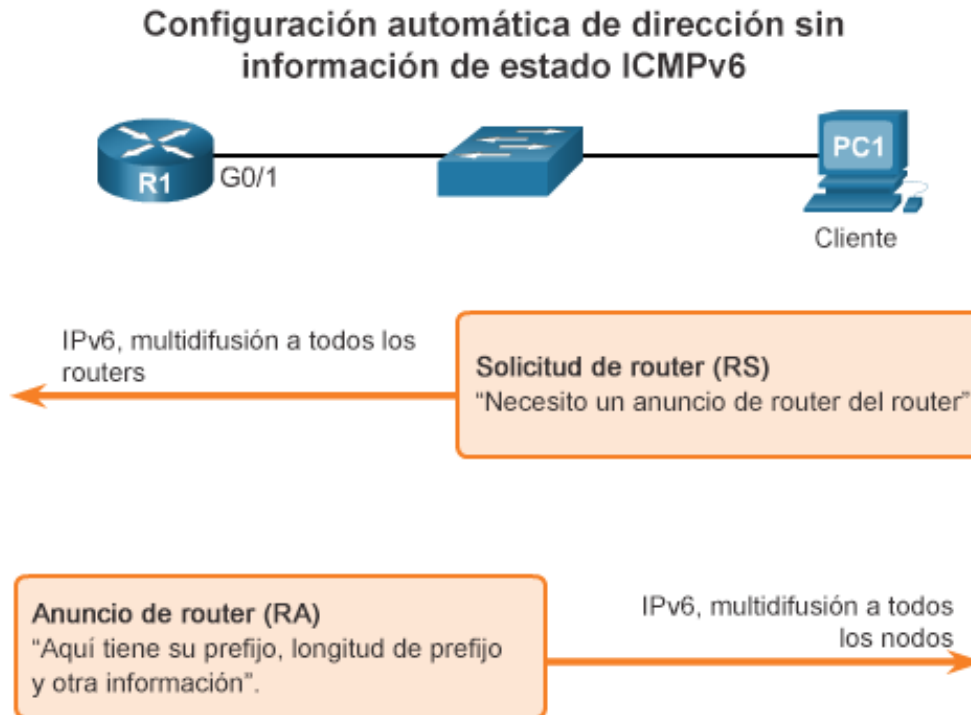 Configuración automática de dirección sin
información de estado ICMPv6
R1
G0/1
PC1
Cliente
IPv6, multidifusión a todos los
routers
Solicitud de router (RS)
“Necesito un anuncio de router del router”
Anuncio de router (RA)
“Aquí tiene su prefijo, longitud de prefijo
y otra información”.
IPv6, multidifusión a todos
los nodos